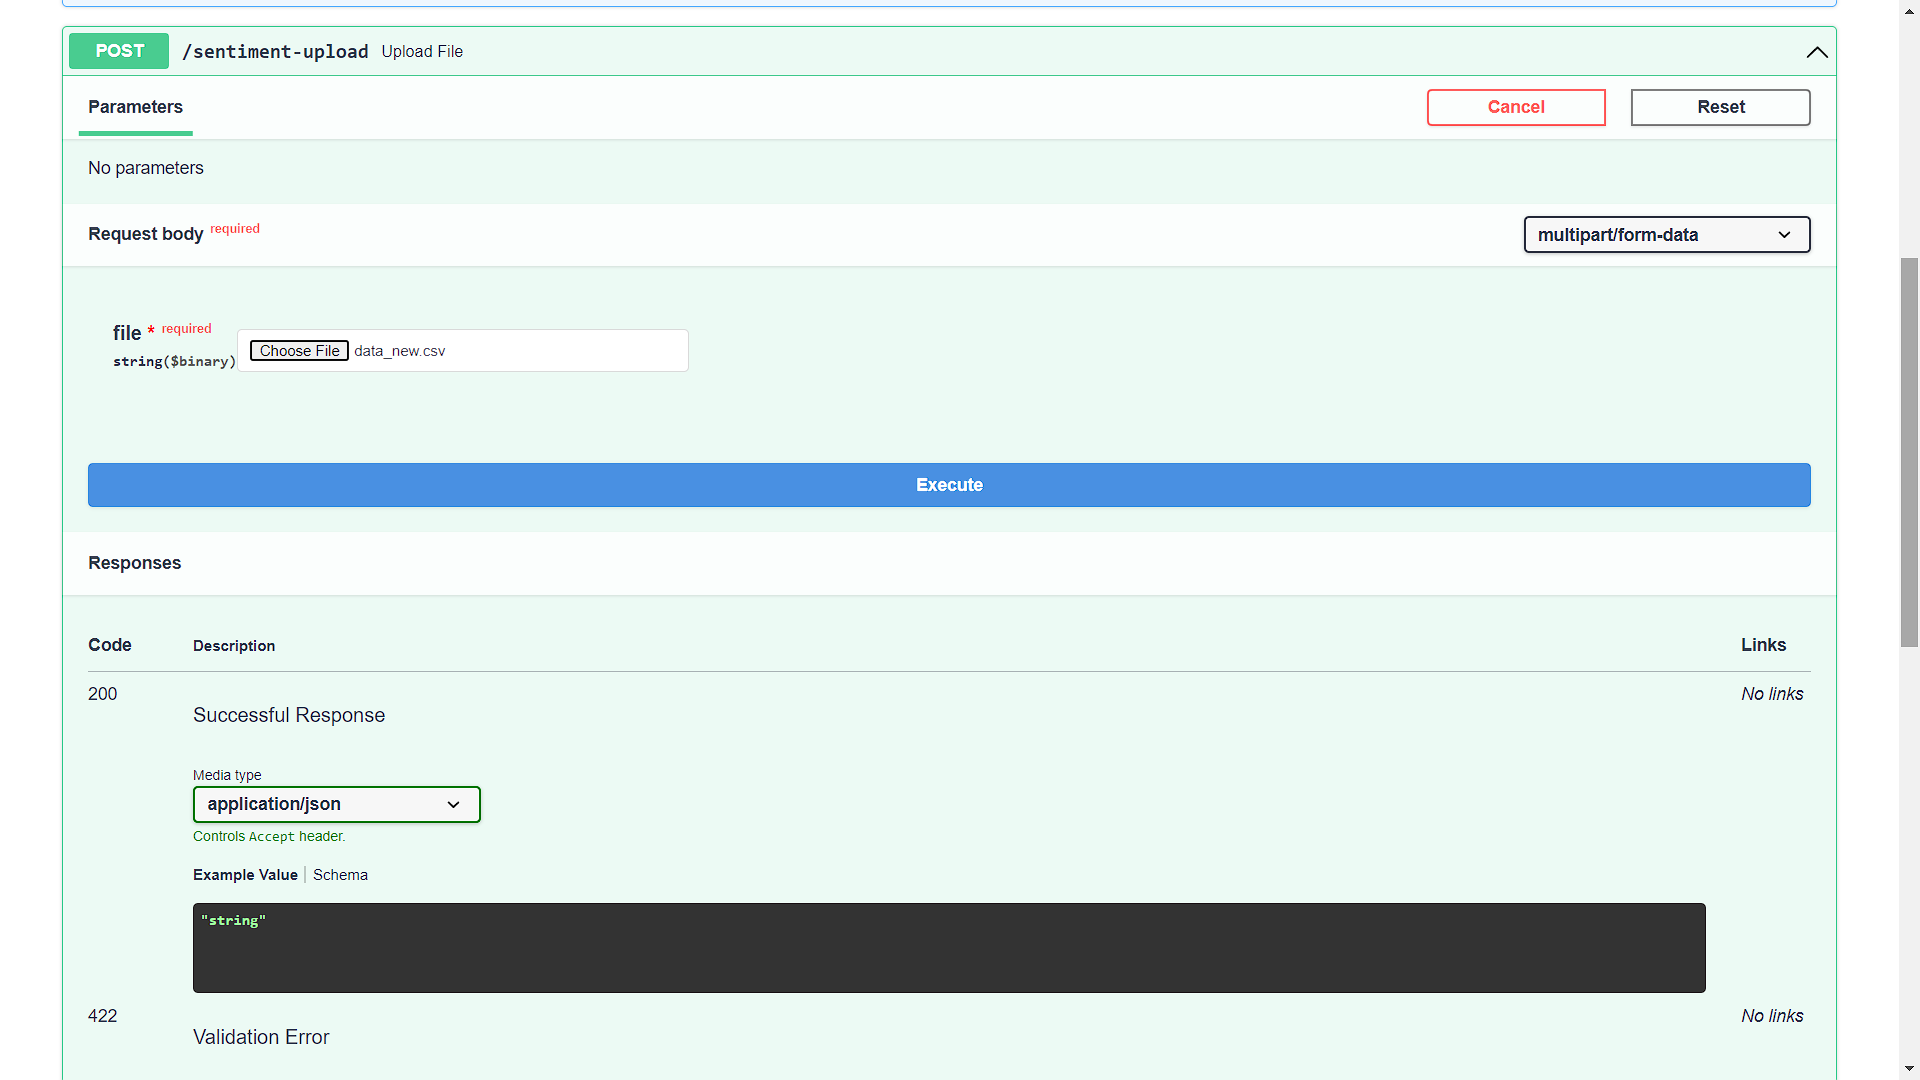 POST /sentiment-upload Upload File
Parameters
Cancel
Reset
No parameters
Request body required
multipart/form-data
file * required
string($binary)
Choose File data_new.csv
Execute
Responses
Code Description Links
200 No links
Successful Response
Media type
application/json
Controls Accept header.
Example Value Schema
"string"
422 No links
Validation Error